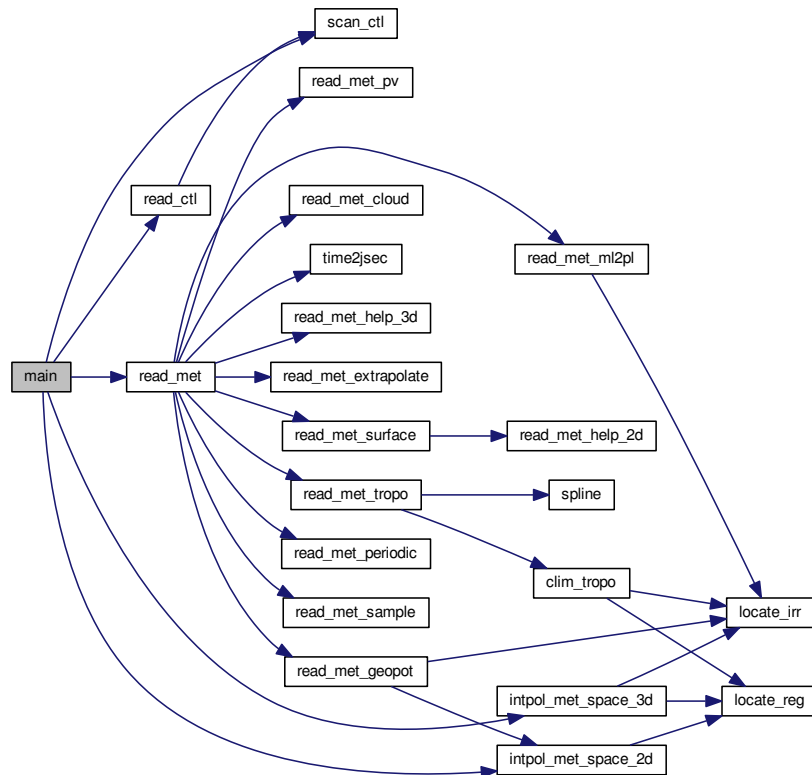 scan_ctl
read_met_pv
read_ctl
read_met_cloud
time2jsec
read_met_ml2pl
read_met_help_3d
main
read_met
read_met_extrapolate
read_met_surface
read_met_help_2d
read_met_tropo
spline
read_met_periodic
clim_tropo
read_met_sample
locate_irr
read_met_geopot
intpol_met_space_3d
locate_reg
intpol_met_space_2d